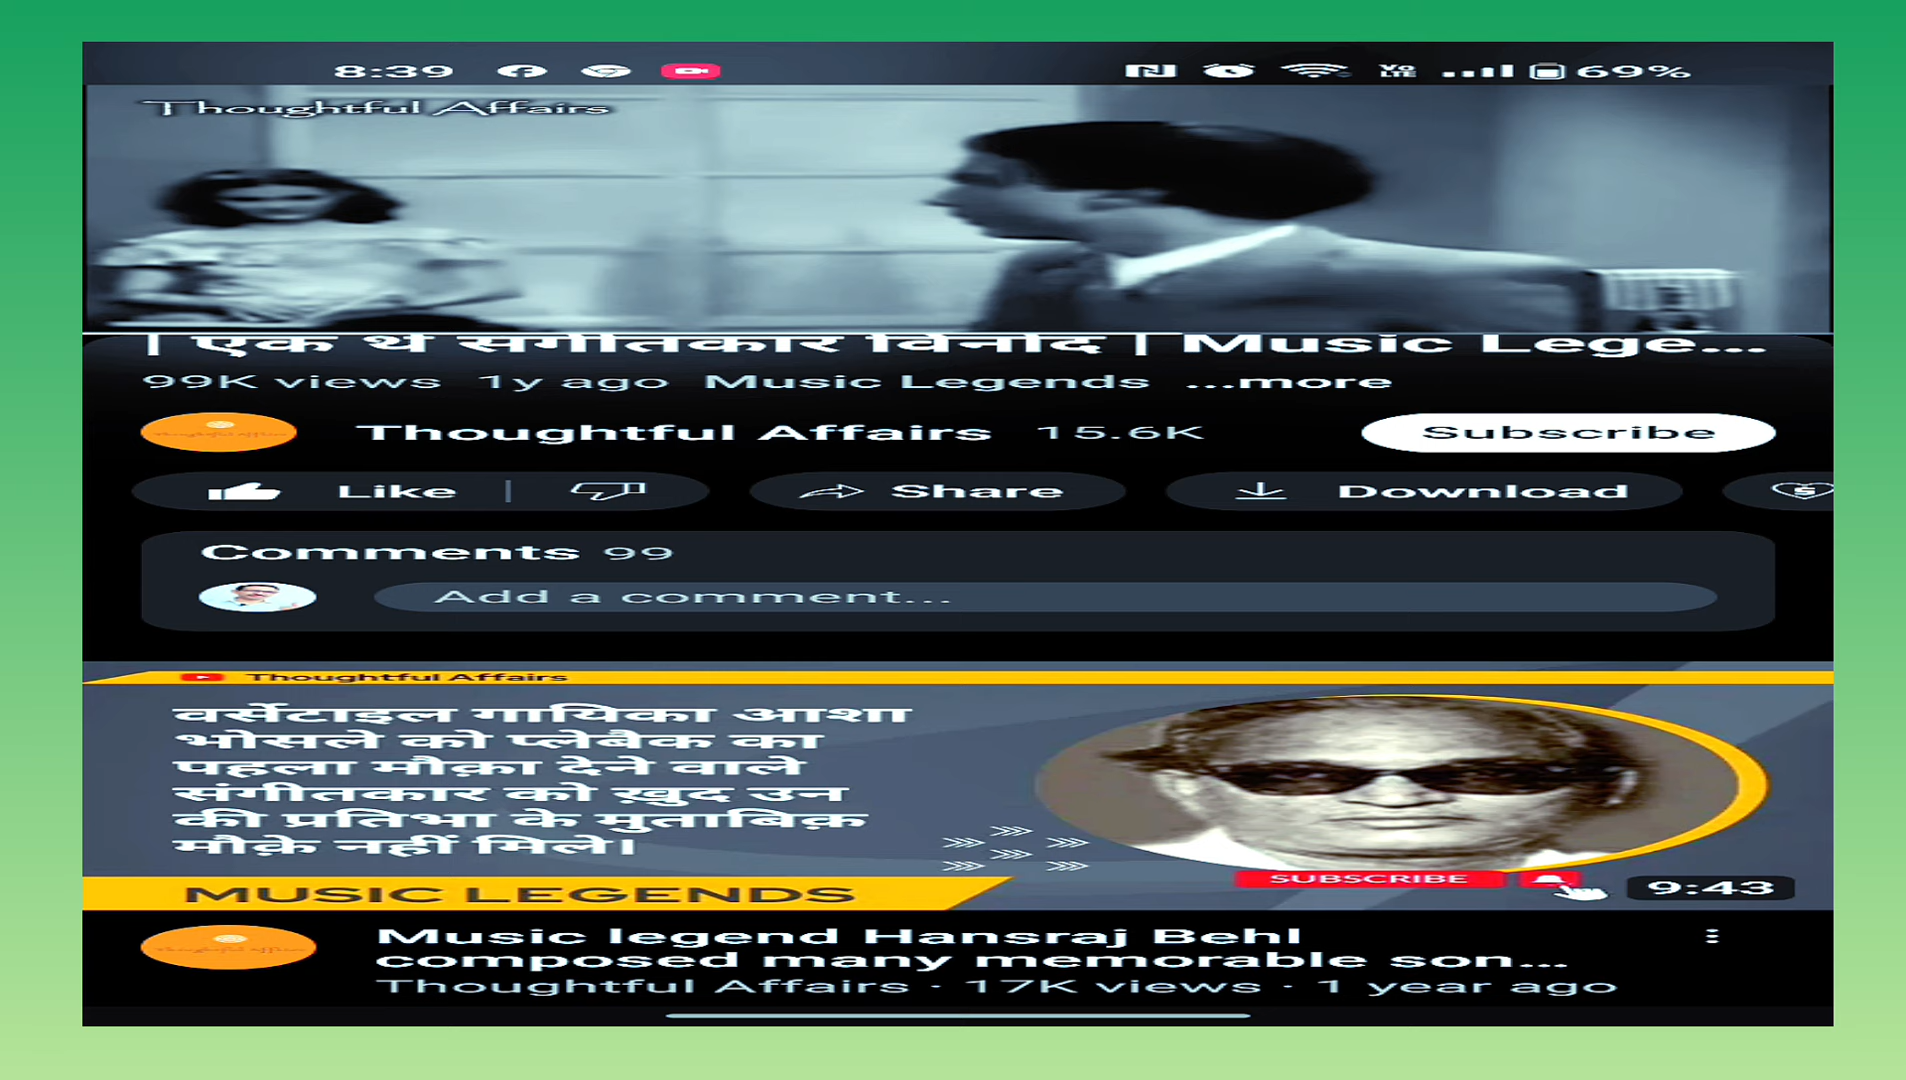 8:39 69%
Thoughtful Affairs
| एक थे संगीतकार विनोद | Music Lege...
99K views 1y ago Music Legends ...more
Thoughtful Affairs 15.6K Subscribe
Like Share Download
Comments 99
Add a comment...
Thoughtful Affairs
वर्सेटाइल गायिका आशा
भोसले को प्लेबैक का
पहला मौक़ा देने वाले
संगीतकार को ख़ुद उन
की प्रतिभा के मुताबिक़
मौक़े नहीं मिले।
SUBSCRIBE
MUSIC LEGENDS
9:43
Music legend Hansraj Behl
composed many memorable son...
Thoughtful Affairs · 17K views · 1 year ago